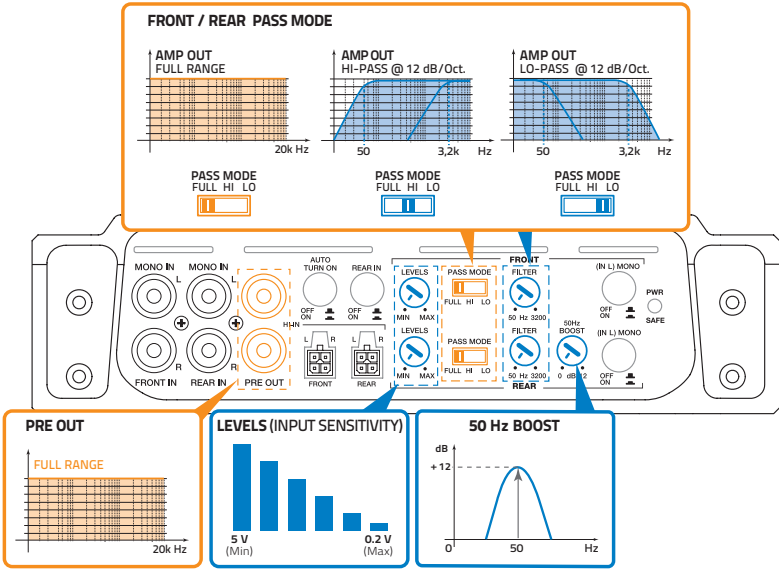 FRONT / REAR PASS MODE
AMP OUT
FULL RANGE
20k Hz
AMP OUT
HI-PASS @ 12 dB/Oct.
50 3,2k Hz
AMP OUT
LO-PASS @ 12 dB/Oct.
50 3,2k Hz
PASS MODE
FULL HI LO
PASS MODE
FULL HI LO
PASS MODE
FULL HI LO
MONO IN
MONO IN
L
L
R
R
FRONT IN
REAR IN
PRE OUT
AUTO
TURN ON
REAR IN
OFF
ON
OFF
ON
HI-IN
L R
L R
FRONT
REAR
FRONT
LEVELS
MIN MAX
PASS MODE
FULL HI LO
FILTER
50 Hz 3200
(IN L) MONO
OFF
ON
PWR
SAFE
LEVELS
MIN MAX
PASS MODE
FULL HI LO
FILTER
50 Hz 3200
50Hz
BOOST
0 dB 12
(IN L) MONO
OFF
ON
REAR
PRE OUT
FULL RANGE
20k Hz
LEVELS (INPUT SENSITIVITY)
5 V
(Min)
0.2 V
(Max)
50 Hz BOOST
dB
+ 12
0 50 Hz